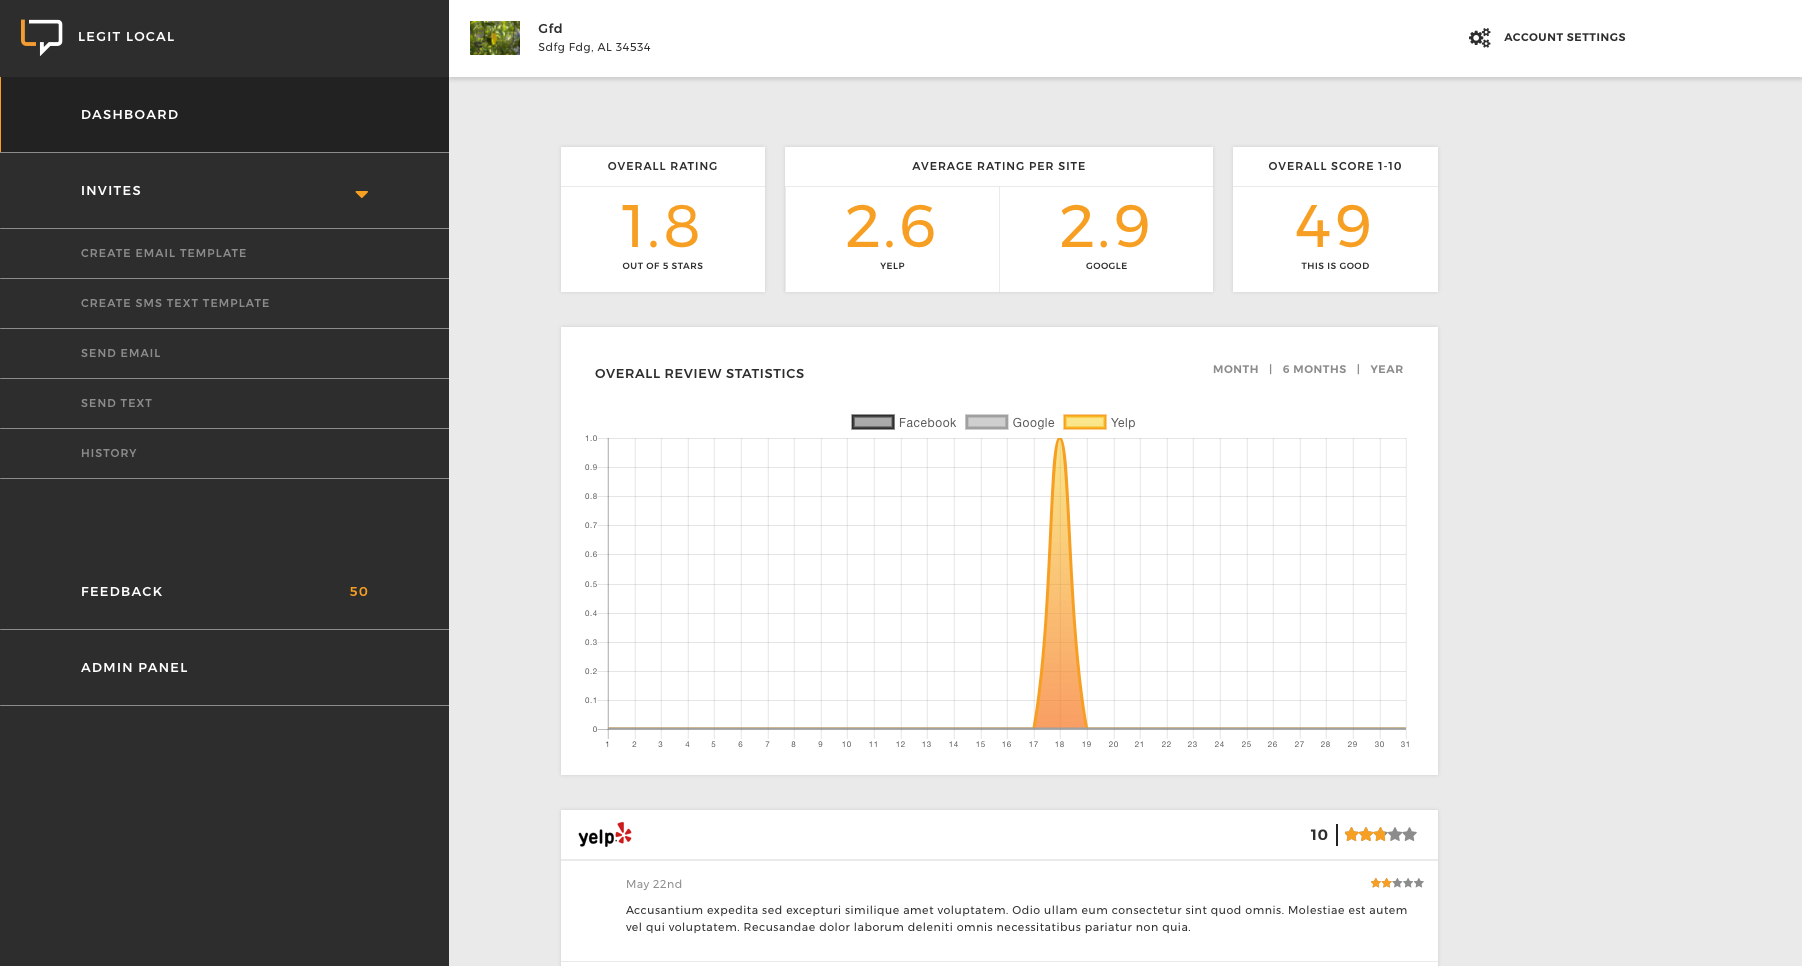 LEGIT LOCAL
Gfd
Sdfg Fdg, AL 34534
ACCOUNT SETTINGS
DASHBOARD
INVITES
CREATE EMAIL TEMPLATE
CREATE SMS TEXT TEMPLATE
SEND EMAIL
SEND TEXT
HISTORY
FEEDBACK 50
ADMIN PANEL
OVERALL RATING
1.8
OUT OF 5 STARS
AVERAGE RATING PER SITE
2.6
YELP
2.9
GOOGLE
OVERALL SCORE 1-10
49
THIS IS GOOD
OVERALL REVIEW STATISTICS
MONTH | 6 MONTHS | YEAR
Facebook Google Yelp
1.0
0.9
0.8
0.7
0.6
0.5
0.4
0.3
0.2
0.1
0
1 2 3 4 5 6 7 8 9 10 11 12 13 14 15 16 17 18 19 20 21 22 23 24 25 26 27 28 29 30 31
yelp
10
May 22nd
Accusantium expedita sed excepturi similique amet voluptatem. Odio ullam eum consectetur sint quod omnis. Molestiae est autem
vel qui voluptatem. Recusandae dolor laborum deleniti omnis necessitatibus pariatur non quia.